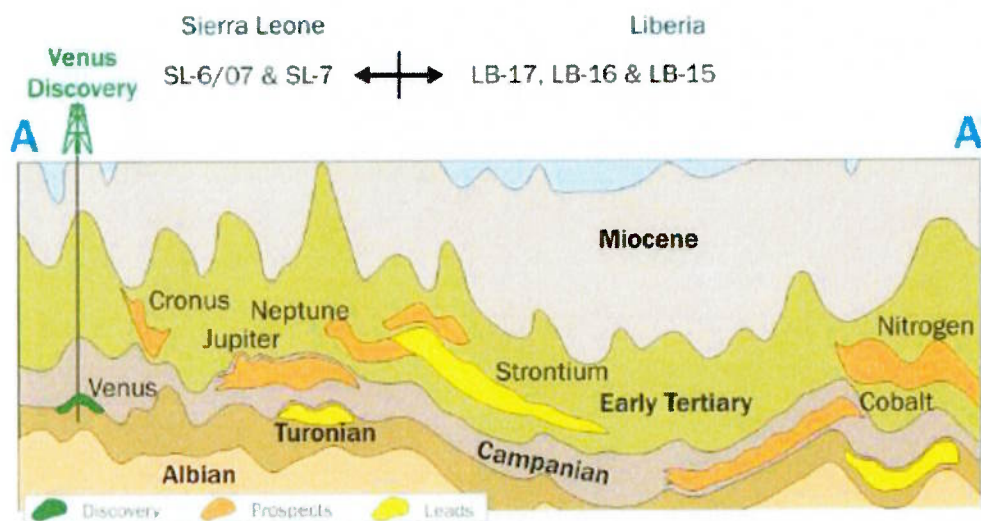 Sierra Leone
Liberia
Venus
Discovery
SL-6/07 & SL-7
LB-17, LB-16 & LB-15
A
A'
Miocene
Cronus
Neptune
Jupiter
Nitrogen
Venus
Strontium
Early Tertiary
Cobalt
Turonian
Campanian
Albian
Discovery
Prospects
Leads